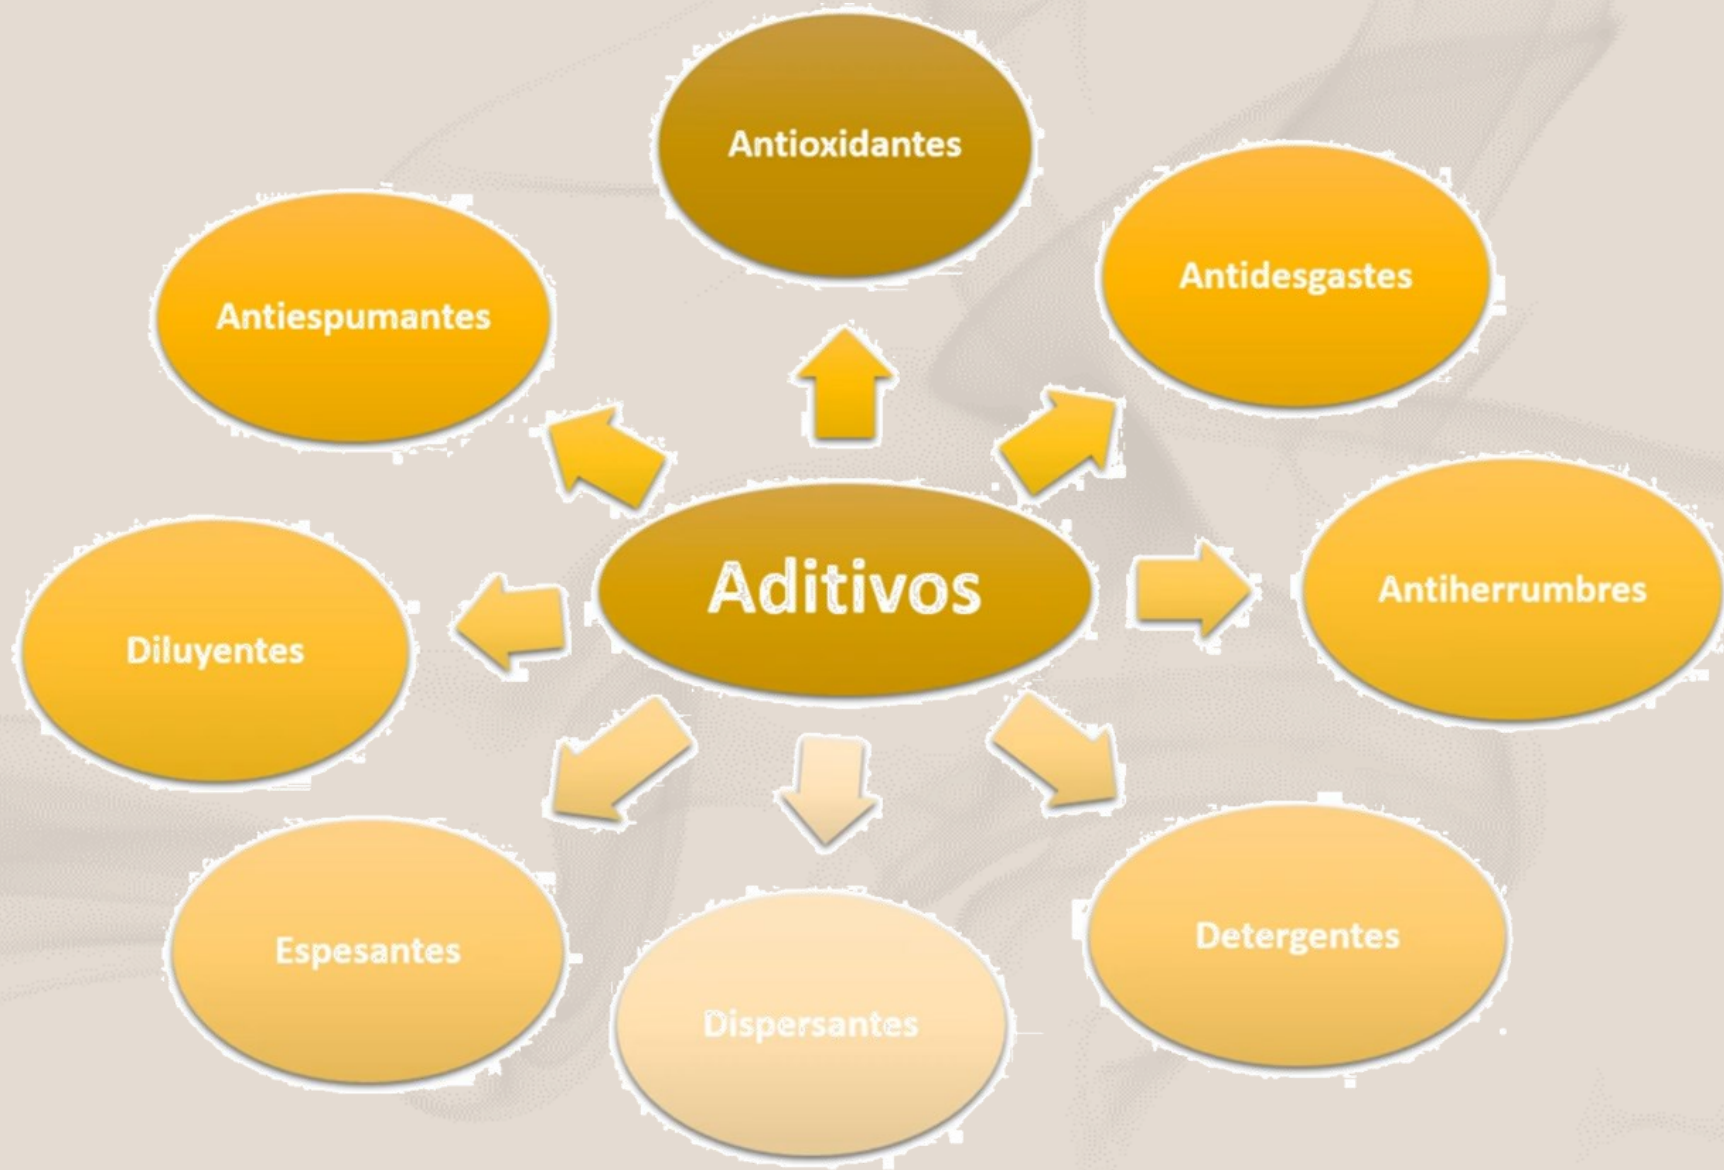 Antioxidantes
Antidesgastes
Antiespumantes
Aditivos
Antiherrumbres
Diluyentes
Detergentes
Espesantes
Dispersantes